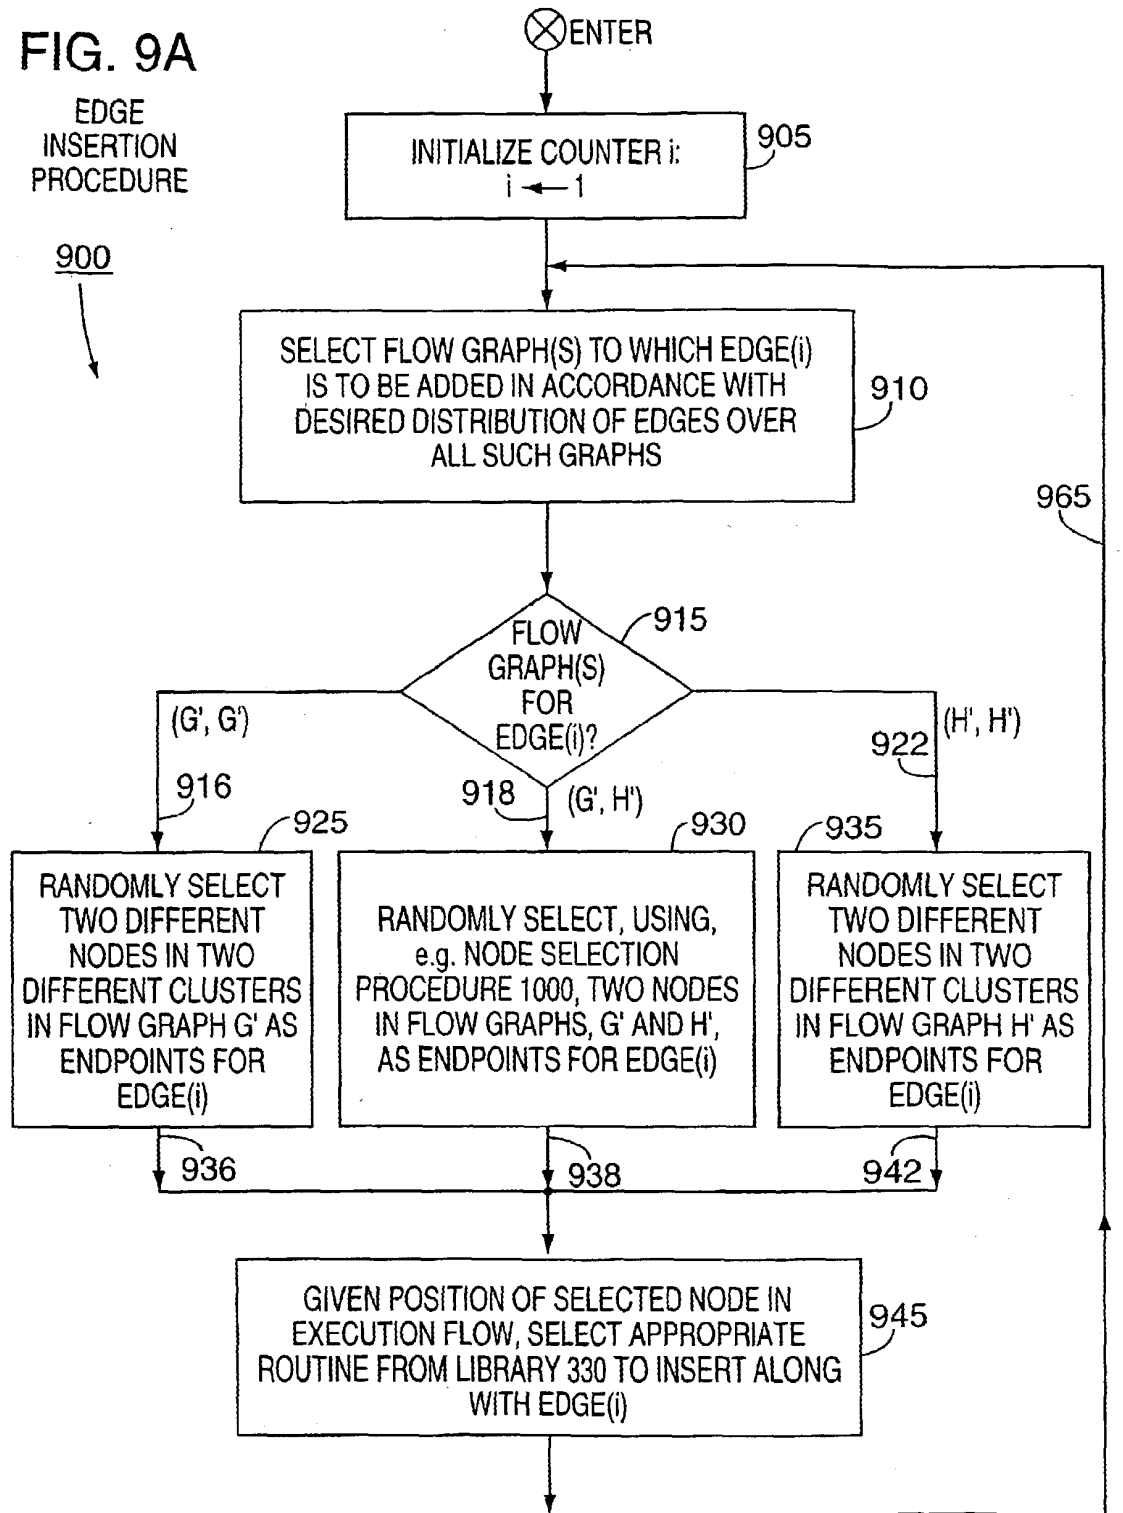 FIG. 9A
EDGE
INSERTION
PROCEDURE
900
ENTER
INITIALIZE COUNTER i:
i ← 1
905
SELECT FLOW GRAPH(S) TO WHICH EDGE(i)
IS TO BE ADDED IN ACCORDANCE WITH
DESIRED DISTRIBUTION OF EDGES OVER
ALL SUCH GRAPHS
910
965
FLOW
GRAPH(S)
FOR
EDGE(i)?
915
(G', G')
916
918
(G', H')
(H', H')
922
925
RANDOMLY SELECT
TWO DIFFERENT
NODES IN TWO
DIFFERENT CLUSTERS
IN FLOW GRAPH G' AS
ENDPOINTS FOR
EDGE(i)
930
RANDOMLY SELECT, USING,
e.g. NODE SELECTION
PROCEDURE 1000, TWO NODES
IN FLOW GRAPHS, G' AND H',
AS ENDPOINTS FOR EDGE(i)
935
RANDOMLY SELECT
TWO DIFFERENT
NODES IN TWO
DIFFERENT CLUSTERS
IN FLOW GRAPH H' AS
ENDPOINTS FOR
EDGE(i)
936
938
942
GIVEN POSITION OF SELECTED NODE IN
EXECUTION FLOW, SELECT APPROPRIATE
ROUTINE FROM LIBRARY 330 TO INSERT ALONG
WITH EDGE(i)
945